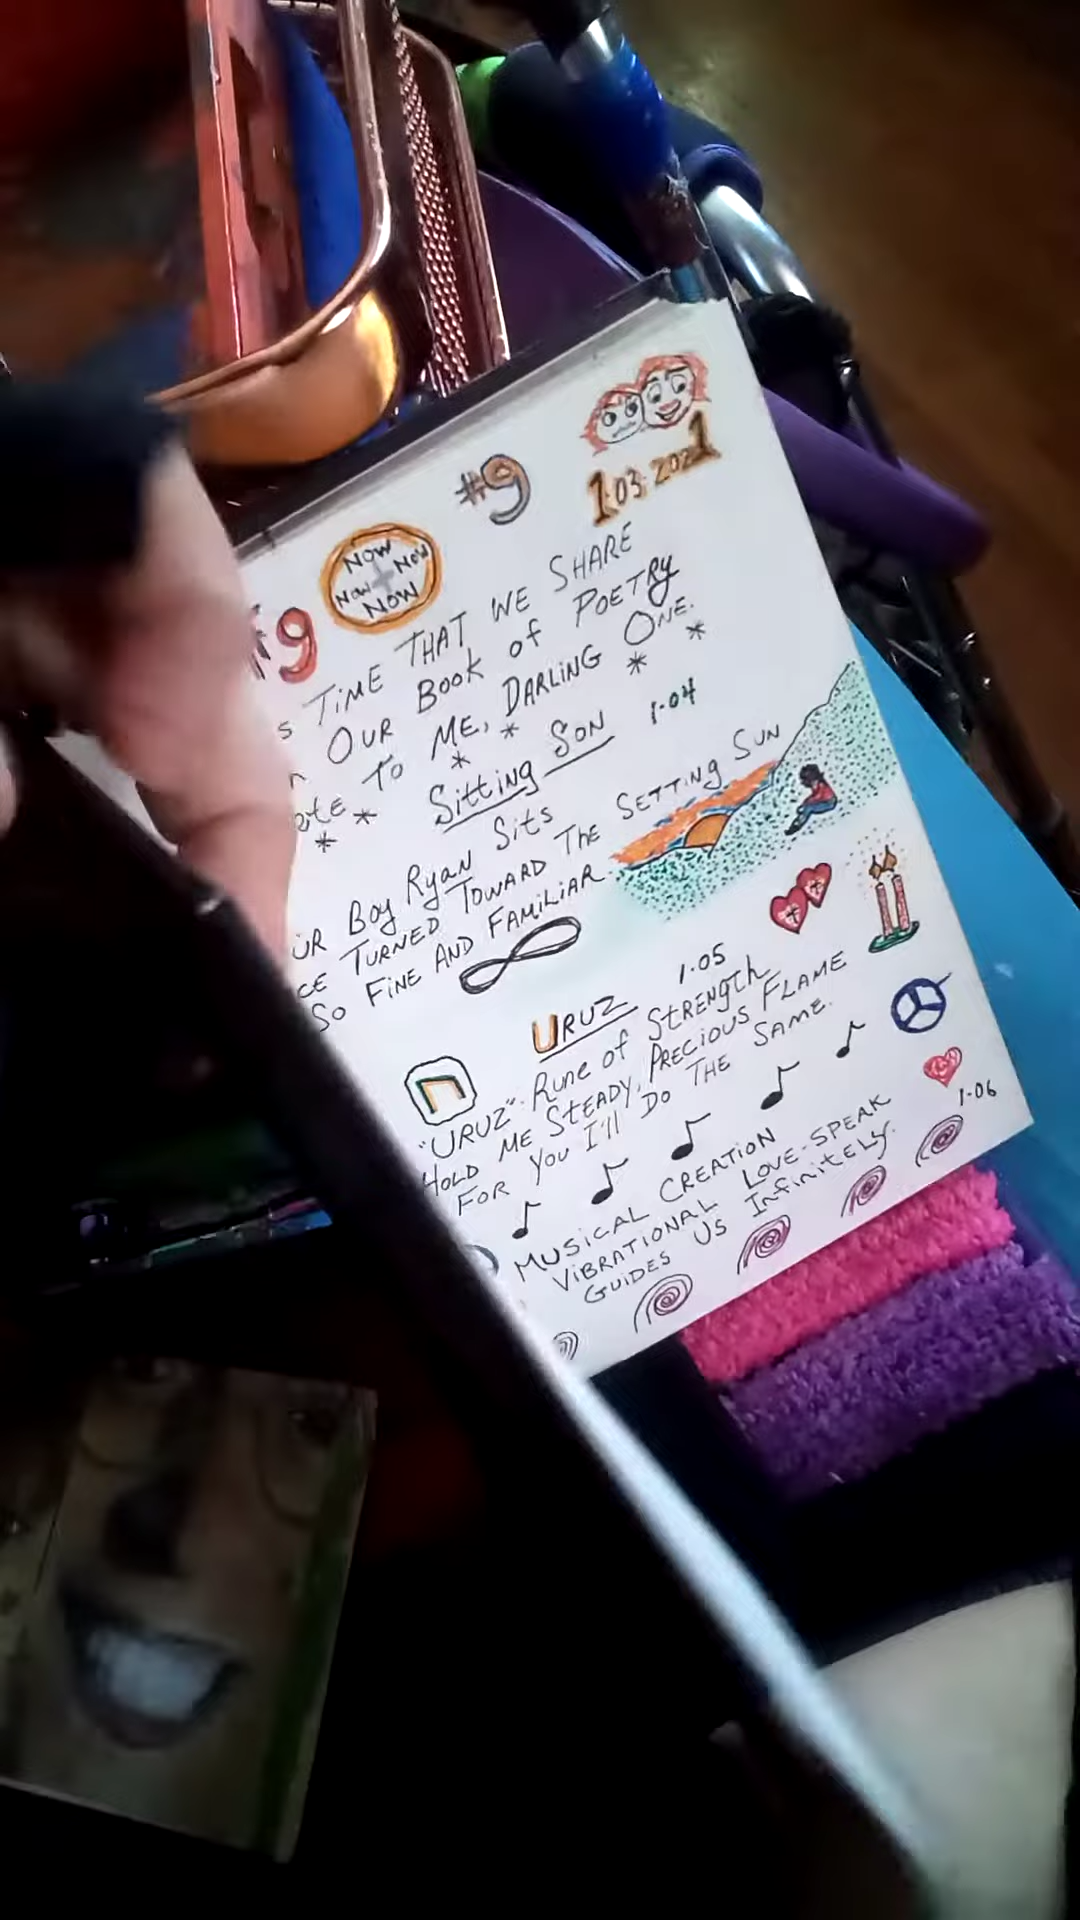 #9
1.03.2021
NOW
NOW
NOW
NOW
#9
TIME THAT WE SHARE
OUR BOOK of POETRY
TO ME, DARLING ONE.
* * * * * *
Sitting Son 1-04
UR Boy Ryan Sits
CE TURNED TOWARD THE SETTING SUN
SO FINE AND FAMILIAR.
URUZ 1.05
"URUZ". Rune of Strength
HOLD ME STEADY, PRECIOUS FLAME
FOR YOU I'll DO THE SAME.
1-06
MUSICAL CREATION
VIBRATIONAL LOVE-SPEAK
GUIDES US Infinitely.